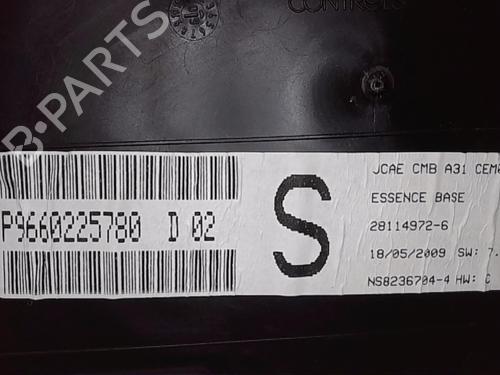 CONTROLS
B-PARTS
P9660225780 D 02
S
JCAE CMB A31 CEM
ESSENCE BASE
28114972-6
18/05/2009 SW: 7.
NS8236704-4 HW: C